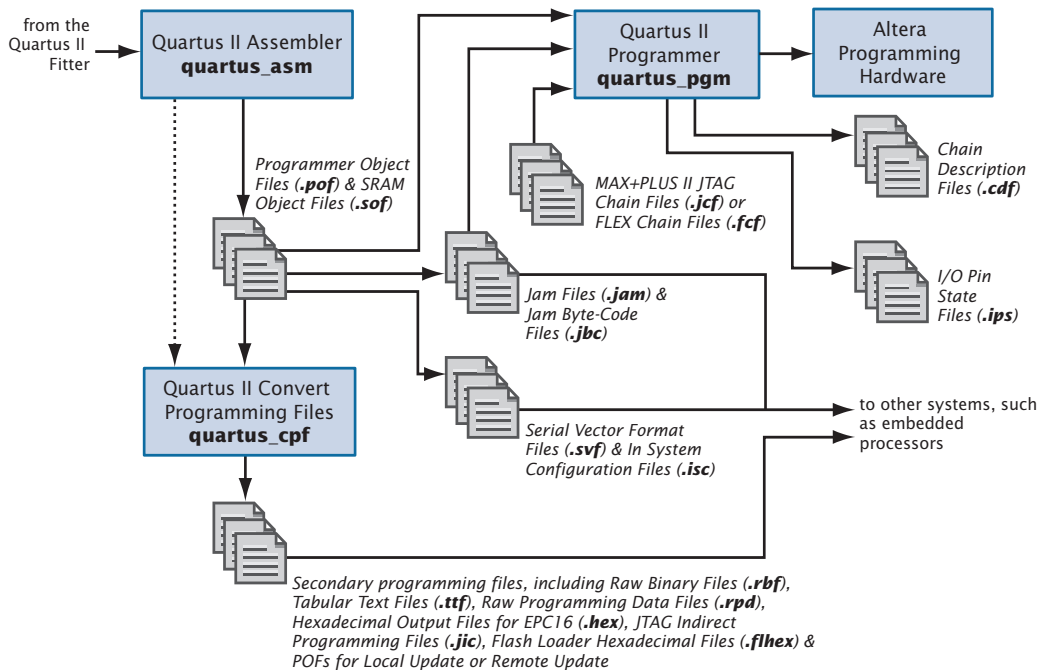 from the
Quartus II
Fitter
Quartus II Assembler
quartus_asm
Quartus II
Programmer
quartus_pgm
Altera
Programming
Hardware
Programmer Object
Files (.pof) & SRAM
Object Files (.sof)
MAX+PLUS II JTAG
Chain Files (.jcf) or
FLEX Chain Files (.fcf)
Chain
Description
Files (.cdf)
Jam Files (.jam) &
Jam Byte-Code
Files (.jbc)
I/O Pin
State
Files (.ips)
Quartus II Convert
Programming Files
quartus_cpf
Serial Vector Format
Files (.svf) & In System
Configuration Files (.isc)
to other systems, such
as embedded
processors
Secondary programming files, including Raw Binary Files (.rbf),
Tabular Text Files (.ttf), Raw Programming Data Files (.rpd),
Hexadecimal Output Files for EPC16 (.hex), JTAG Indirect
Programming Files (.jic), Flash Loader Hexadecimal Files (.flhex) &
POFs for Local Update or Remote Update